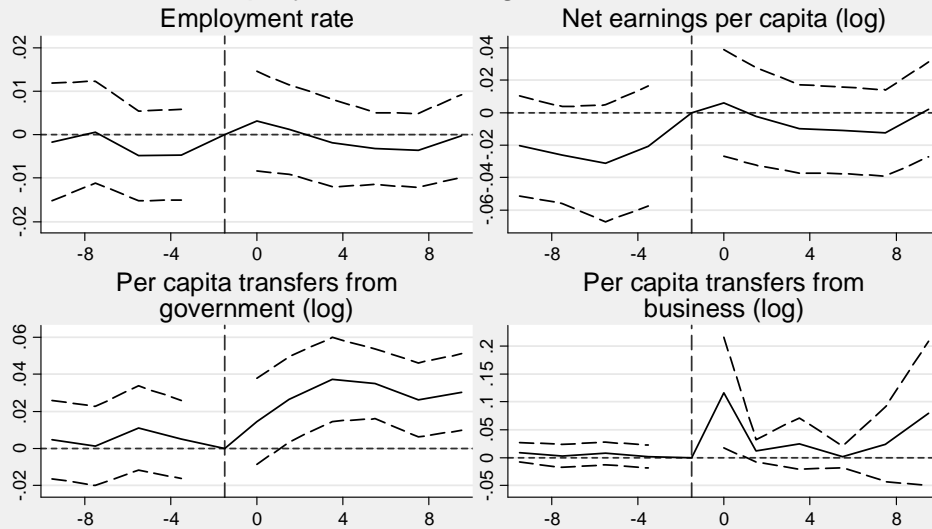 Employment rate
Net earnings per capita (log)
.02
.01
0
-.01
-.02
-8 -4 0 4 8
.04
.02
0
-.02
-.04
-.06
-8 -4 0 4 8
Per capita transfers from
government (log)
Per capita transfers from
business (log)
.06
.04
.02
0
-.02
-8 -4 0 4 8
.2
.15
.1
.05
0
-.05
-8 -4 0 4 8